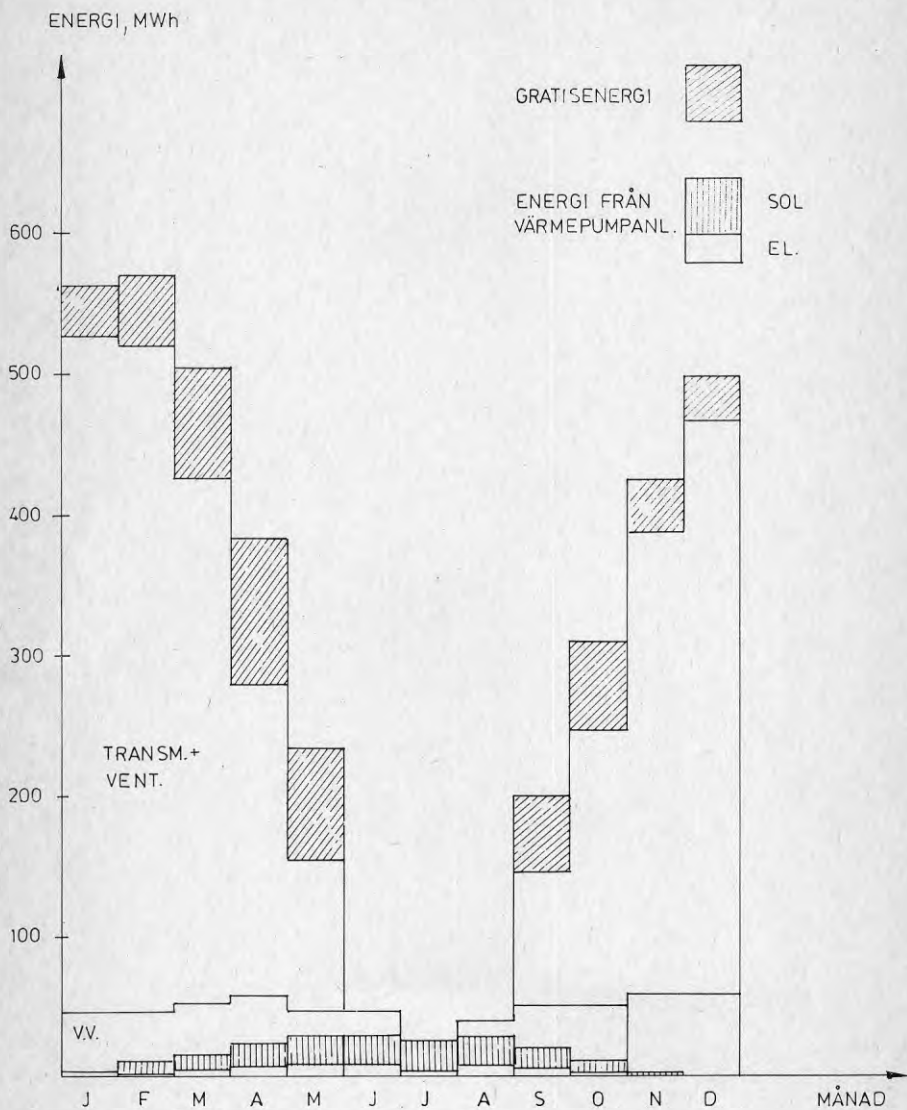 ENERGI, MWh
GRATISENERGI
ENERGI FRÅN
VÄRMEPUMPANL.
SOL
EL.
600
500
400
300
200
100
TRANSM.+
VENT.
V.V.
J F M A M J J A S O N D MÅNAD